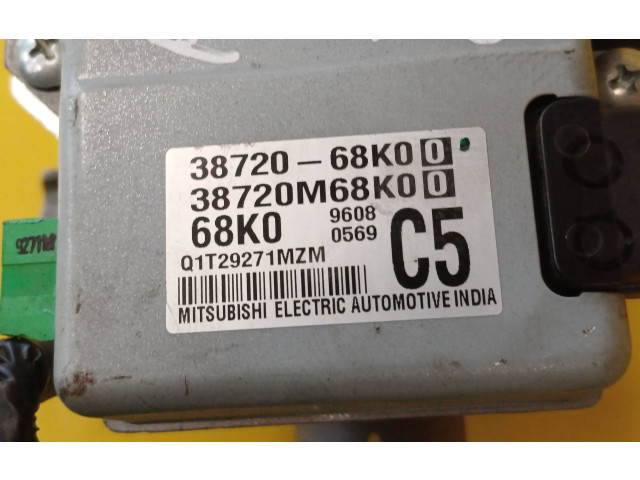 38720-68K00
38720M68K00
68K0
9608
0569
C5
Q1T29271MZM
MITSUBISHI ELECTRIC AUTOMOTIVE INDIA